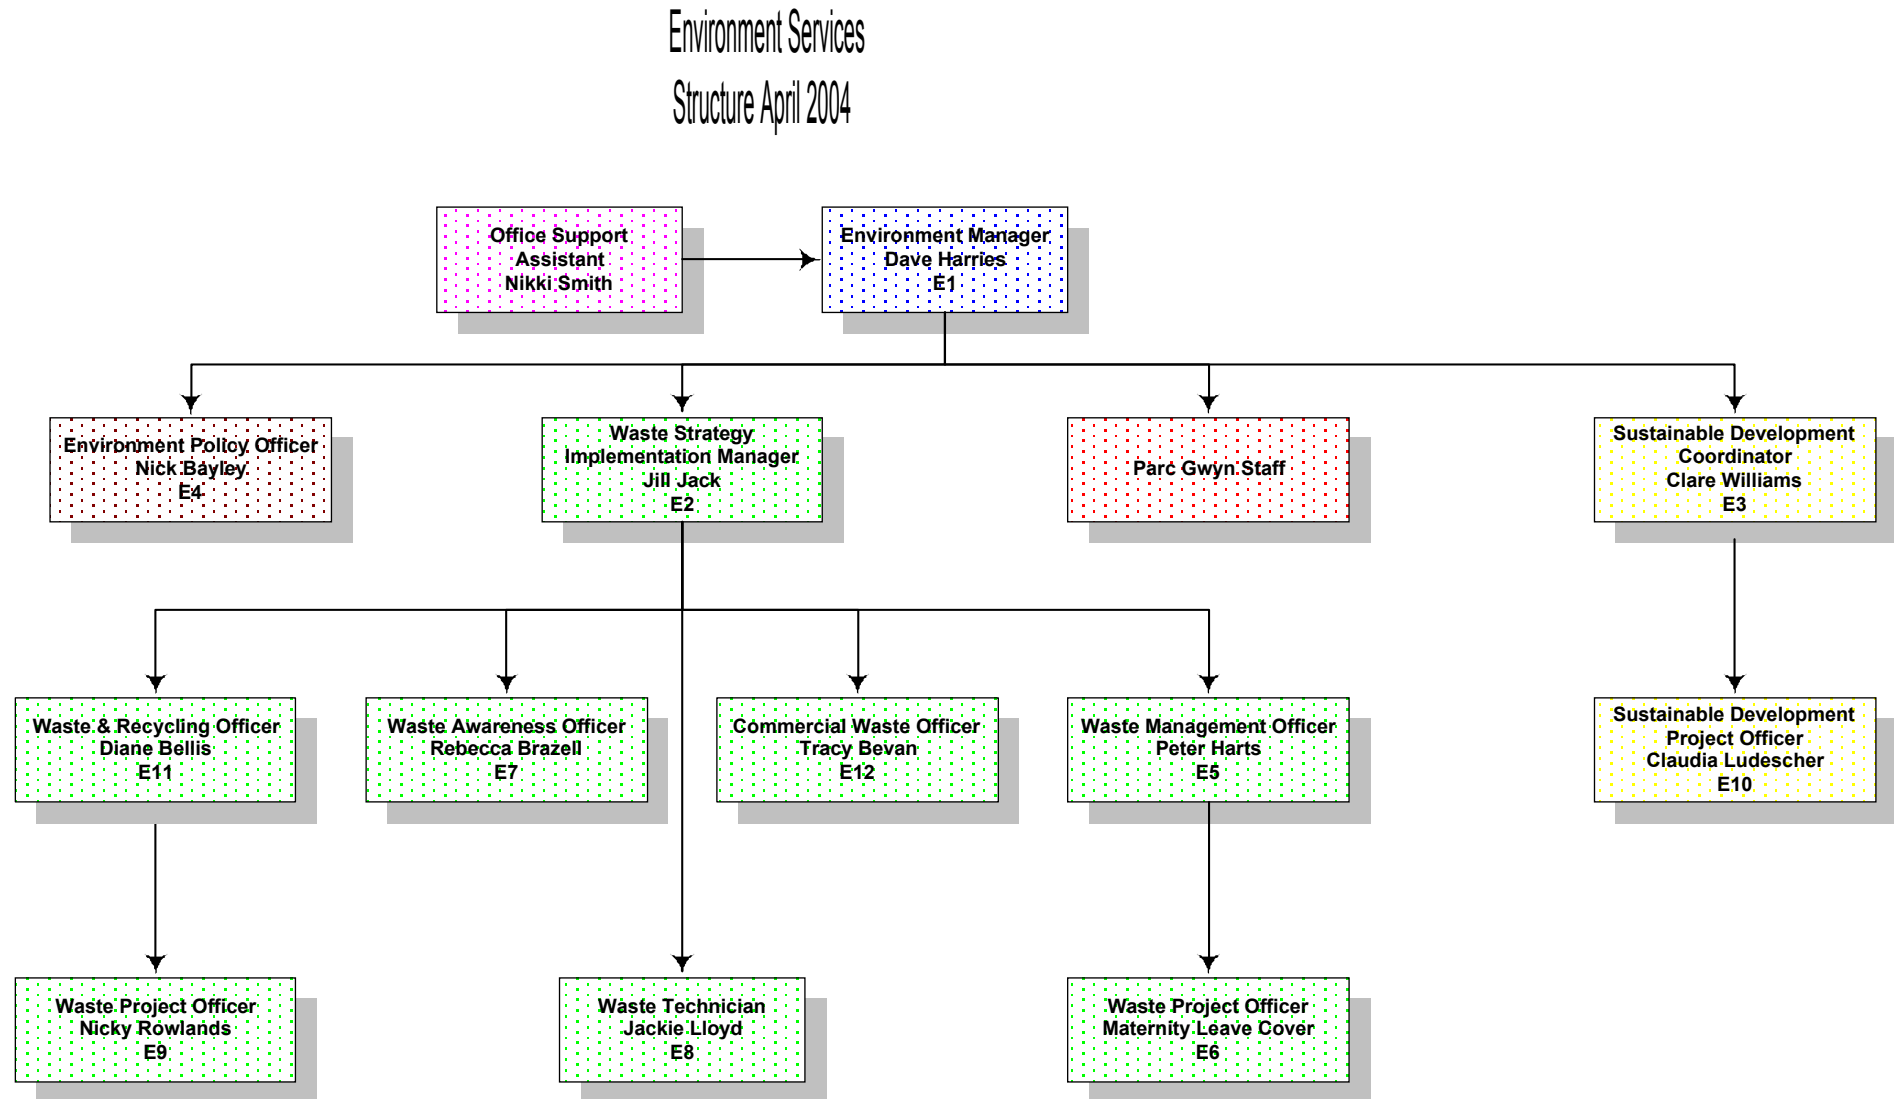 Environment Services
Structure April 2004
Office Support
Assistant
Nikki Smith
Environment Manager
Dave Harries
E1
Environment Policy Officer
Nick Bayley
E4
Waste Strategy
Implementation Manager
Jill Jack
E2
Parc Gwyn Staff
Sustainable Development
Coordinator
Clare Williams
E3
Waste & Recycling Officer
Diane Bellis
E11
Waste Awareness Officer
Rebecca Brazell
E7
Commercial Waste Officer
Tracy Bevan
E12
Waste Management Officer
Peter Harts
E5
Sustainable Development
Project Officer
Claudia Ludescher
E10
Waste Project Officer
Nicky Rowlands
E9
Waste Technician
Jackie Lloyd
E8
Waste Project Officer
Maternity Leave Cover
E6